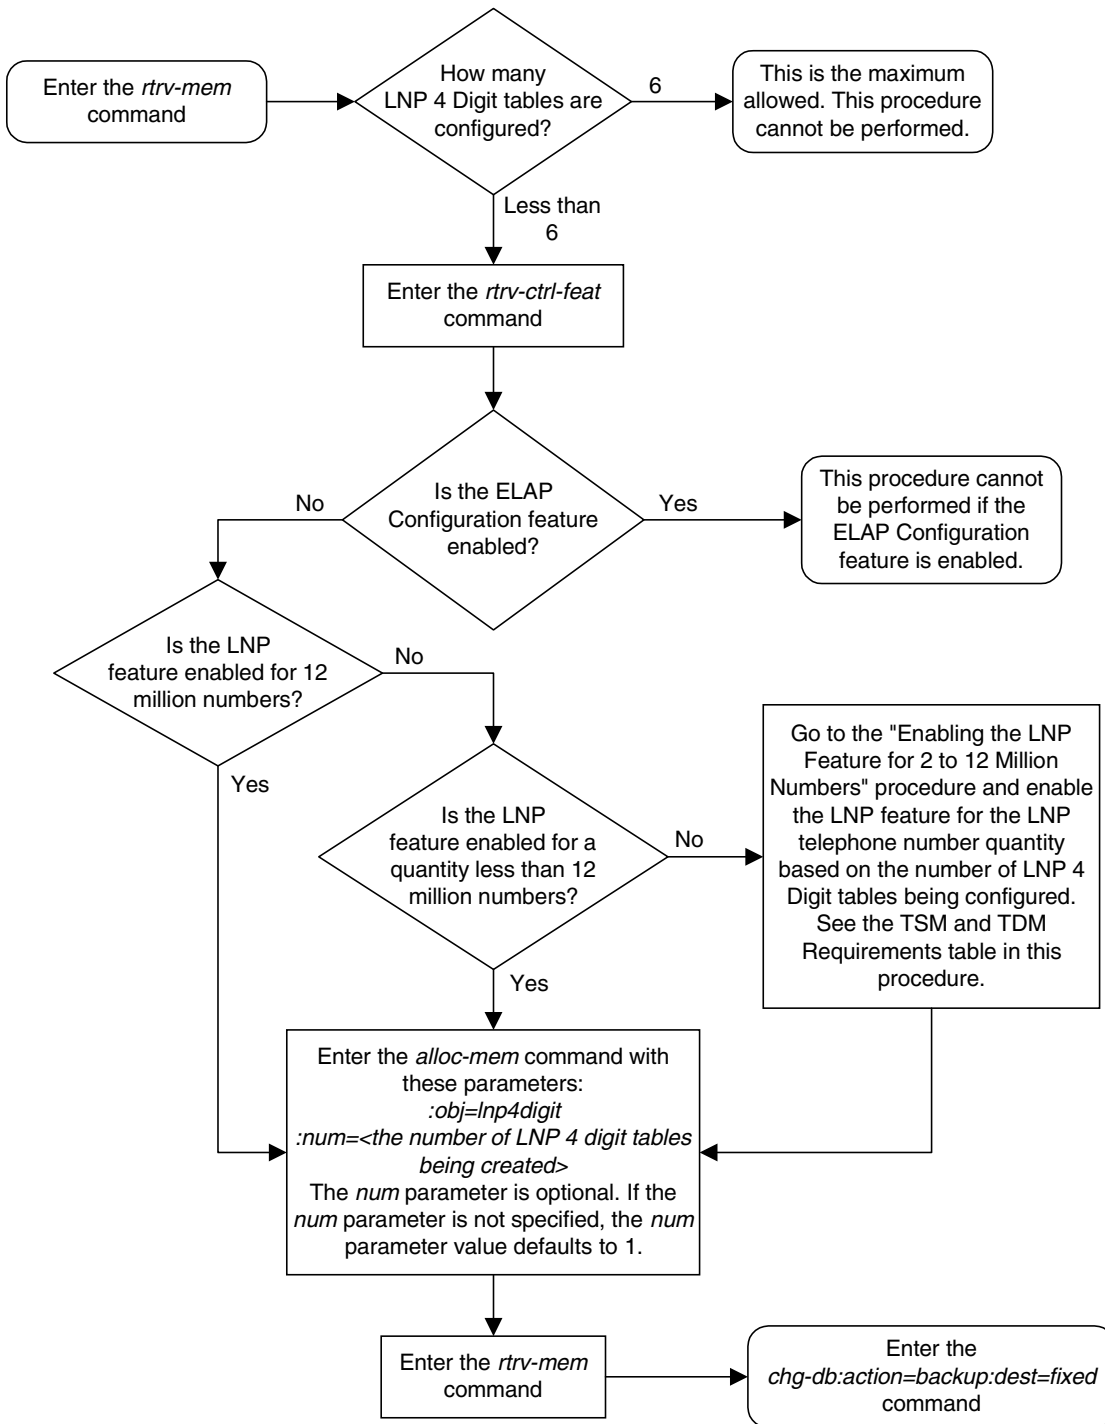 Enter the rtrv-mem
command
How many
LNP 4 Digit tables are
configured?
6
This is the maximum
allowed. This procedure
cannot be performed.
Less than
6
Enter the rtrv-ctrl-feat
command
Is the ELAP
Configuration feature
enabled?
No
Yes
This procedure cannot
be performed if the
ELAP Configuration
feature is enabled.
Is the LNP
feature enabled for 12
million numbers?
No
Yes
Is the LNP
feature enabled for a
quantity less than 12
million numbers?
No
Yes
Go to the "Enabling the LNP
Feature for 2 to 12 Million
Numbers" procedure and enable
the LNP feature for the LNP
telephone number quantity
based on the number of LNP 4
Digit tables being configured.
See the TSM and TDM
Requirements table in this
procedure.
Enter the alloc-mem command with
these parameters:
:obj=lnp4digit
:num=<the number of LNP 4 digit tables
being created>
The num parameter is optional. If the
num parameter is not specified, the num
parameter value defaults to 1.
Enter the rtrv-mem
command
Enter the
chg-db:action=backup:dest=fixed
command